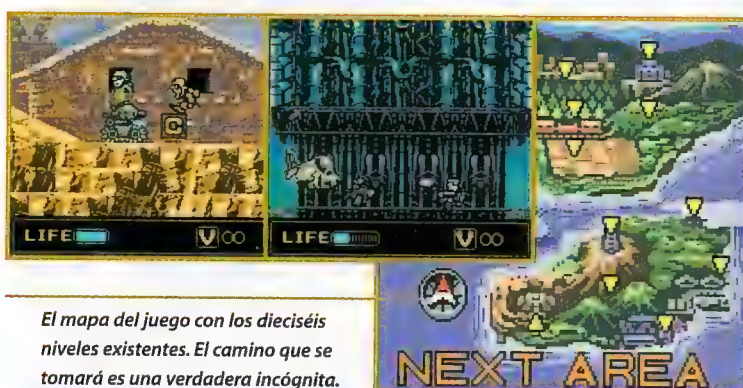 C
LIFE
V∞
LIFE
V∞
El mapa del juego con los dieciséis
niveles existentes. El camino que se
tomará es una verdadera incógnita.
NEXT AREA